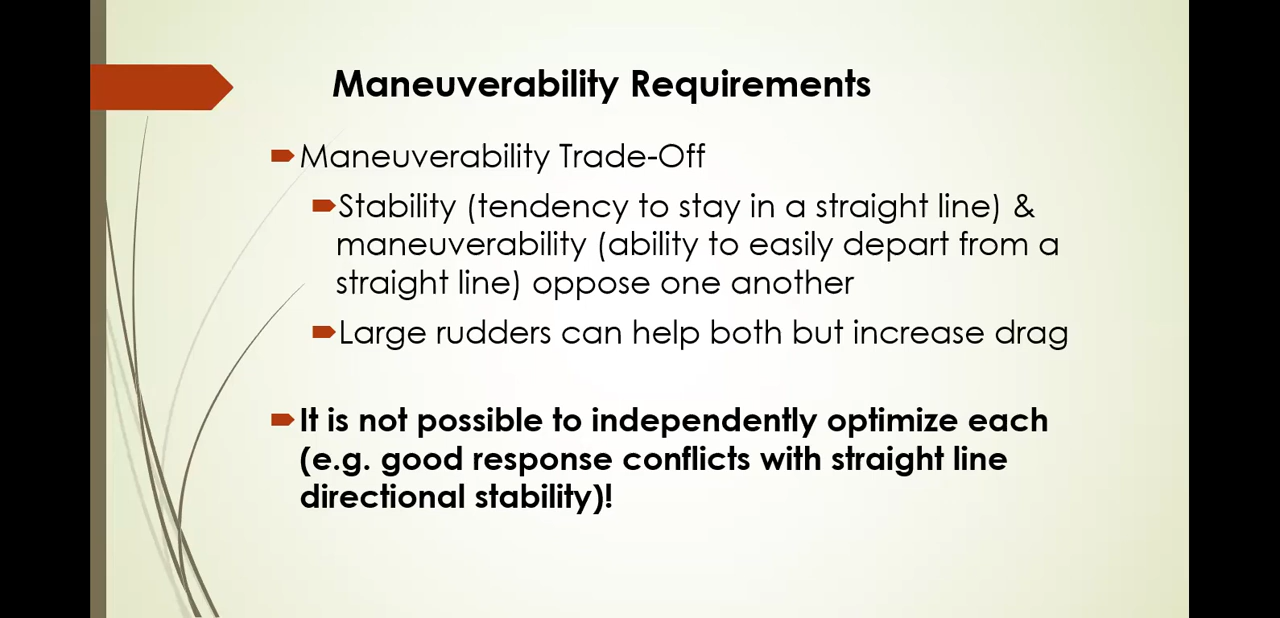 Maneuverability Requirements
Maneuverability Trade-Off
Stability (tendency to stay in a straight line) &
maneuverability (ability to easily depart from a
straight line) oppose one another
Large rudders can help both but increase drag
It is not possible to independently optimize each
(e.g. good response conflicts with straight line
directional stability)!